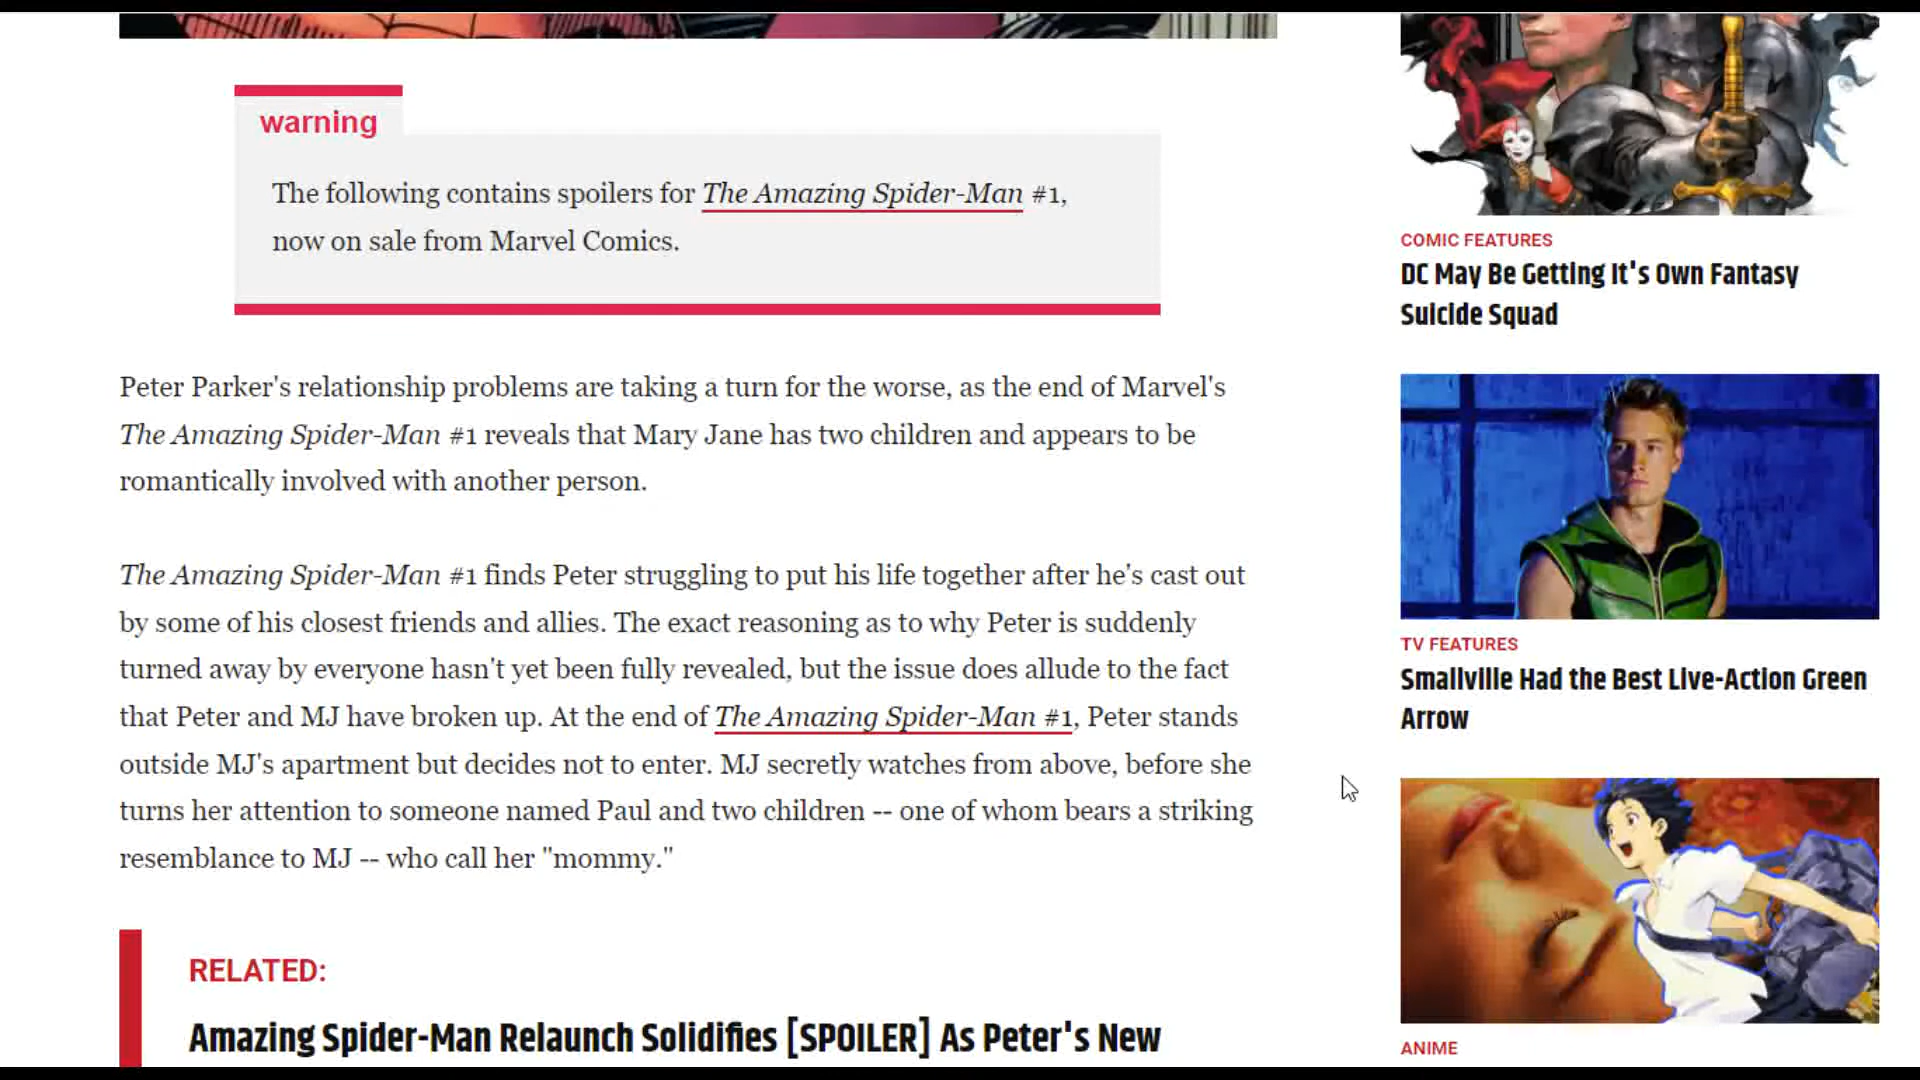 warning
The following contains spoilers for The Amazing Spider-Man #1,
now on sale from Marvel Comics.
Peter Parker's relationship problems are taking a turn for the worse, as the end of Marvel's
The Amazing Spider-Man #1 reveals that Mary Jane has two children and appears to be
romantically involved with another person.
The Amazing Spider-Man #1 finds Peter struggling to put his life together after he's cast out
by some of his closest friends and allies. The exact reasoning as to why Peter is suddenly
turned away by everyone hasn't yet been fully revealed, but the issue does allude to the fact
that Peter and MJ have broken up. At the end of The Amazing Spider-Man #1, Peter stands
outside MJ's apartment but decides not to enter. MJ secretly watches from above, before she
turns her attention to someone named Paul and two children -- one of whom bears a striking
resemblance to MJ -- who call her "mommy."
RELATED:
Amazing Spider-Man Relaunch Solidifies [SPOILER] As Peter's New
COMIC FEATURES
DC May Be Getting It's Own Fantasy
Suicide Squad
TV FEATURES
Smallville Had the Best Live-Action Green
Arrow
ANIME